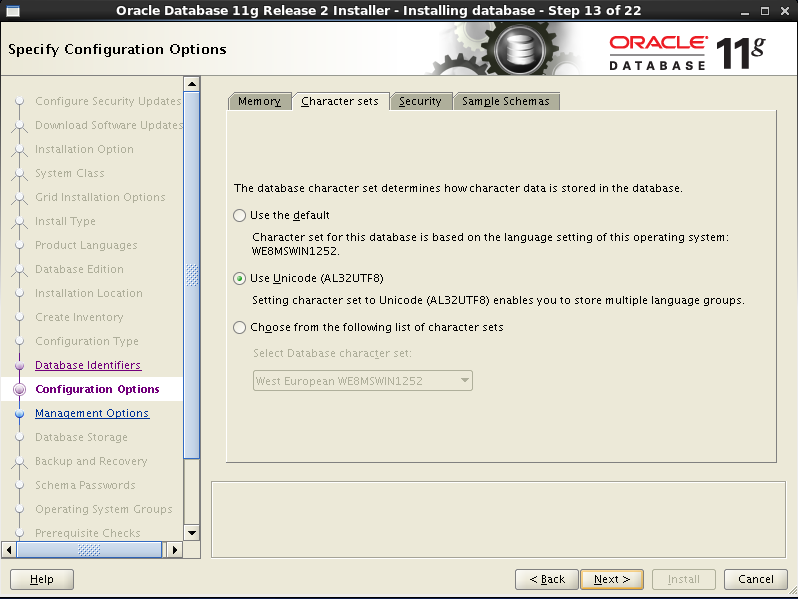 Oracle Database 11g Release 2 Installer - Installing database - Step 13 of 22
Specify Configuration Options
ORACLE
DATABASE
11g
Configure Security Updates
Download Software Updates
Installation Option
System Class
Grid Installation Options
Install Type
Product Languages
Database Edition
Installation Location
Create Inventory
Configuration Type
Database Identifiers
Configuration Options
Management Options
Database Storage
Backup and Recovery
Schema Passwords
Operating System Groups
Prerequisite Checks
Memory
Character sets
Security
Sample Schemas
The database character set determines how character data is stored in the database.
Use the default
Character set for this database is based on the language setting of this operating system:
WE8MSWIN1252.
Use Unicode (AL32UTF8)
Setting character set to Unicode (AL32UTF8) enables you to store multiple language groups.
Choose from the following list of character sets
Select Database character set:
West European WE8MSWIN1252
Help
< Back
Next >
Install
Cancel